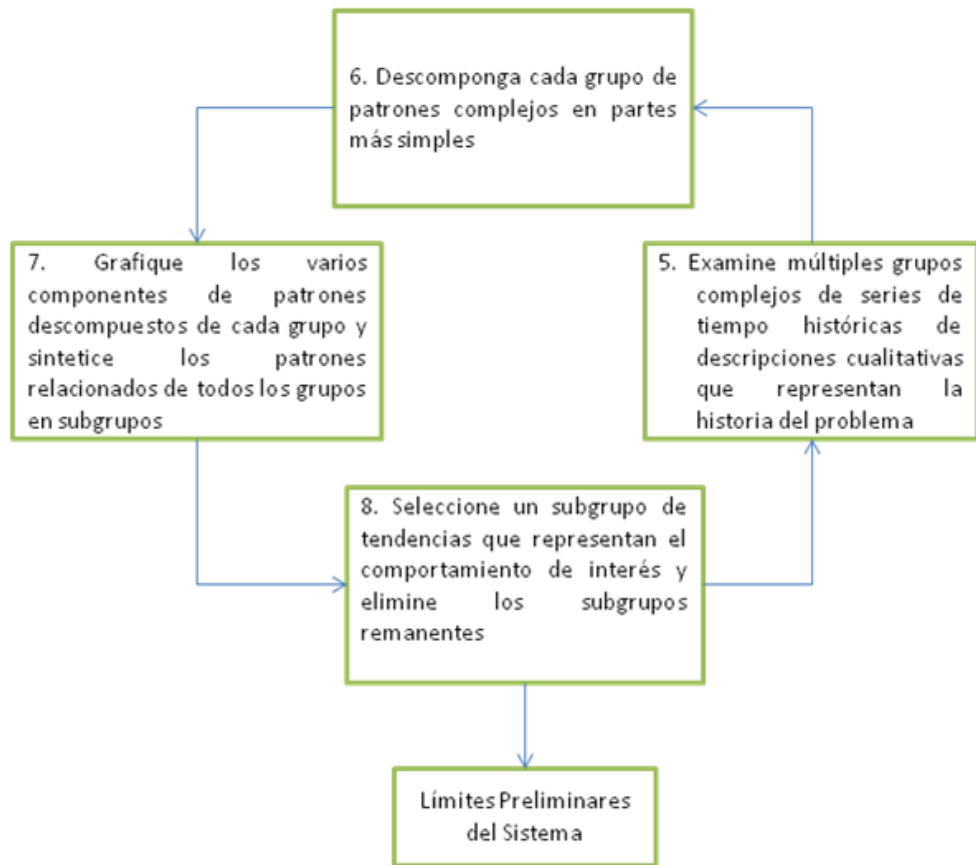 6. Descomponga cada grupo de
patrones complejos en partes
más simples
7. Grafique los varios
componentes de patrones
descompuestos de cada grupo y
sintetice los patrones
relacionados de todos los grupos
en subgrupos
5. Examine múltiples grupos
complejos de series de
tiempo históricas de
descripciones cualitativas
que representan la
historia del problema
8. Seleccione un subgrupo de
tendencias que representan el
comportamiento de interés y
elimine los subgrupos
remanentes
Límites Preliminares
del Sistema